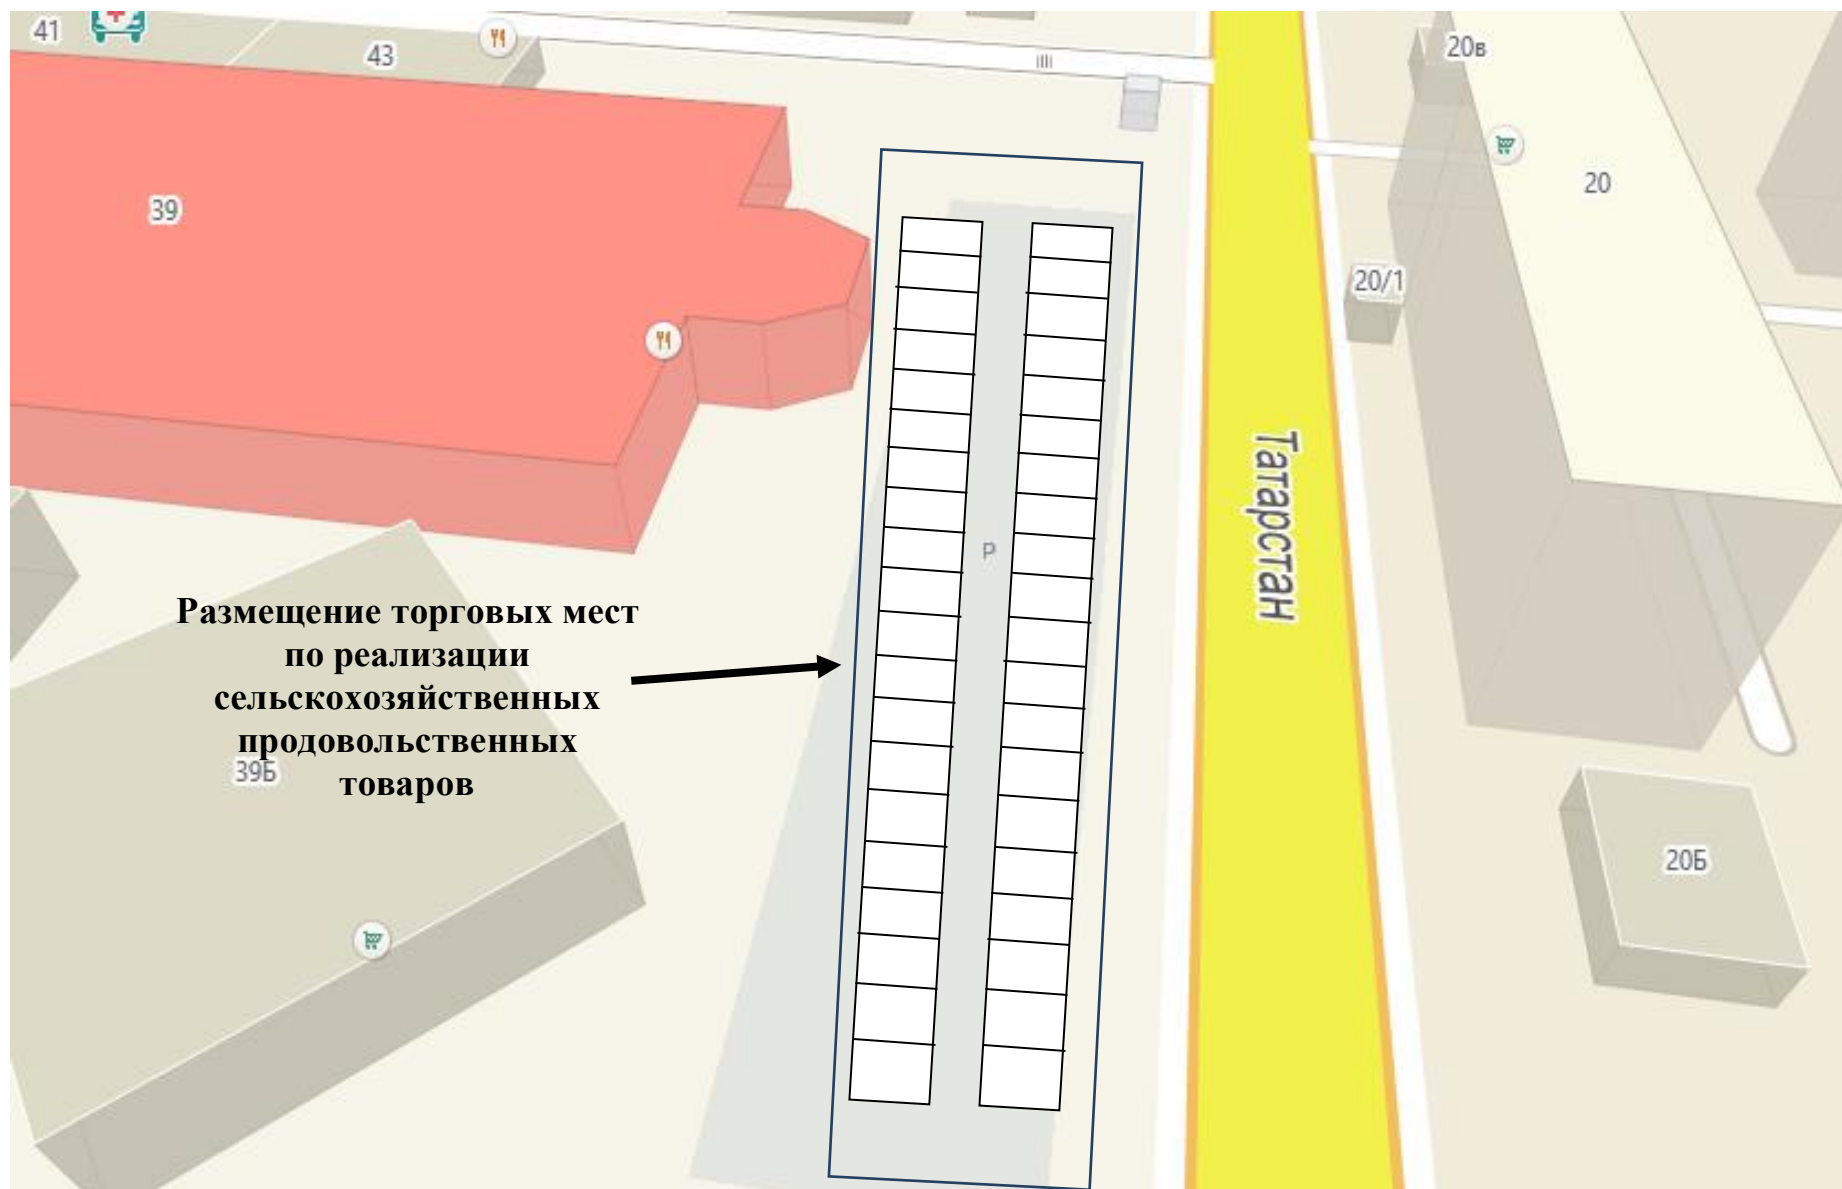 41
43
20в
39
20
20/1
Татарстан
P
Размещение торговых мест
по реализации
сельскохозяйственных
продовольственных
товаров
39Б
20Б